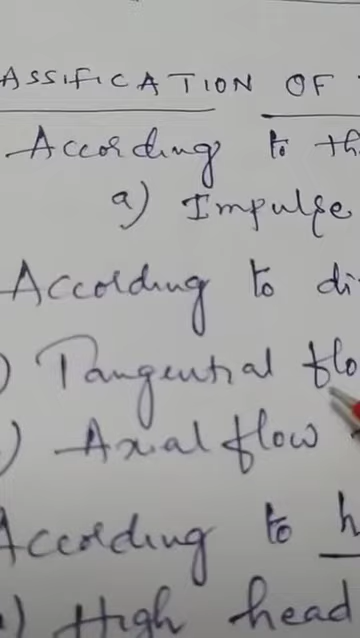 ASSIFICATION OF
According to th
a) Impulse
According to di
) Tangential flo
) Axial flow
According to h
) High head